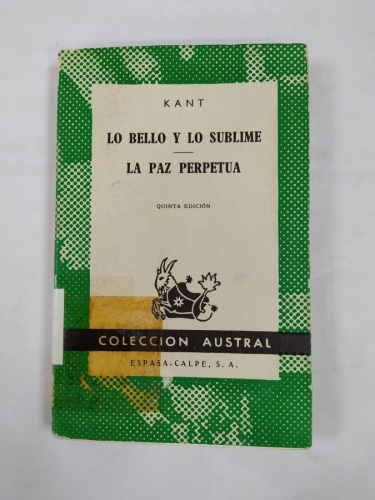 KANT
LO BELLO Y LO SUBLIME
LA PAZ PERPETUA
QUINTA EDICIÓN
COLECCION AUSTRAL
ESPASA-CALPE, S. A.